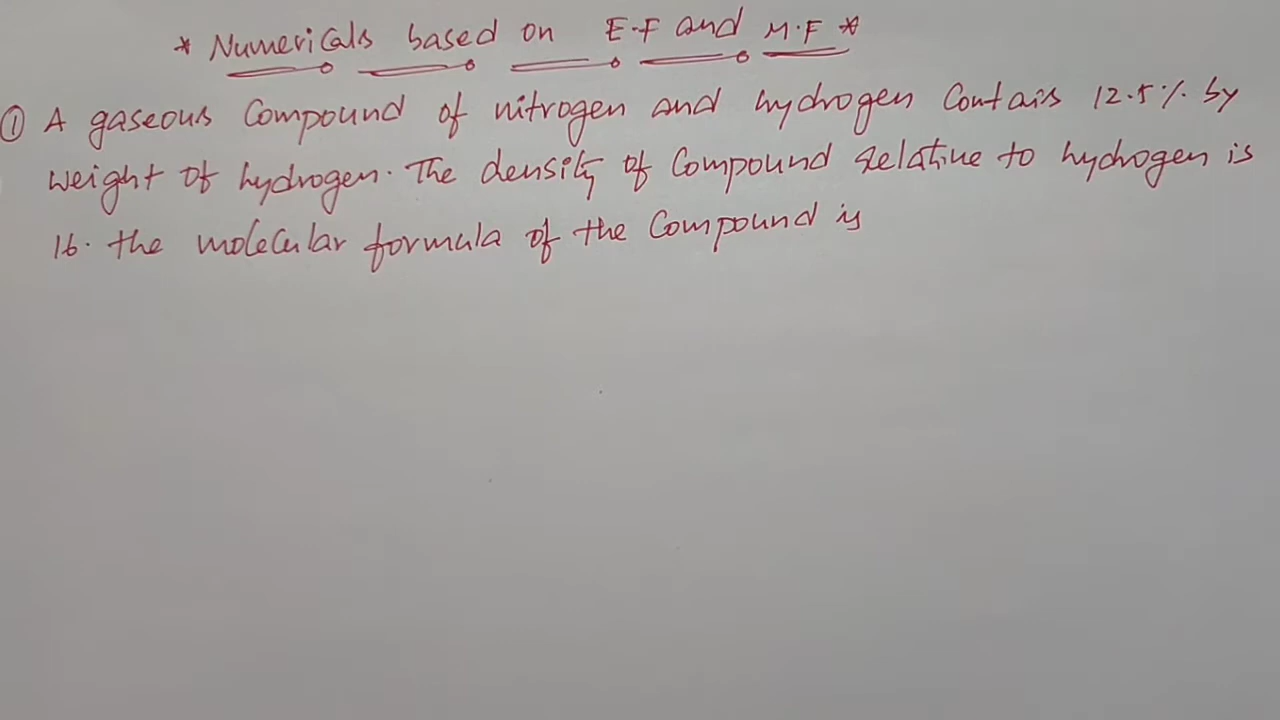 * Numericals based on E.F and M.F *
① A gaseous Compound of nitrogen and hydrogen Contais 12.5% by
weight of hydrogen. The density of Compound relative to hydrogen is
16. the molecular formula of the Compound is